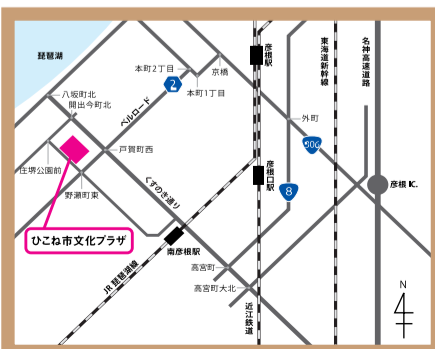 琵琶湖
本町2丁目
京橋
彦根駅
東海道新幹線
名神高速道路
八坂町北
開出今町北
2
本町1丁目
ベルロード
外町
306
戸賀町西
住堺公園前
野瀬町東
くすのき通り
彦根口駅
8
彦根 IC.
ひこね市文化プラザ
南彦根駅
高宮町
高宮町大北
JR 琵琶湖線
近江鉄道
N